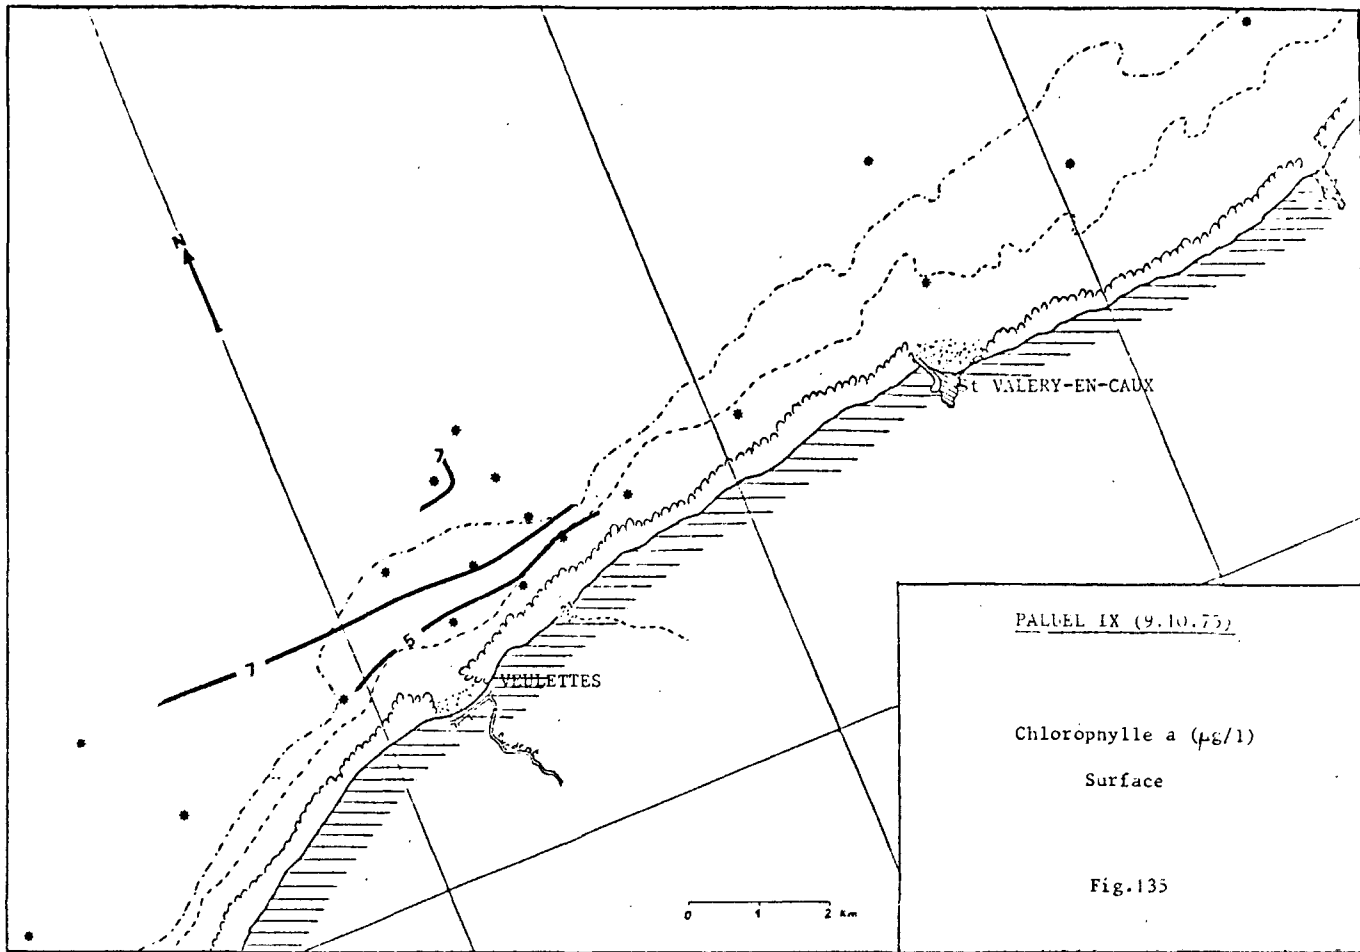 N
St VALERY-EN-CAUX
7
5
7
VEULETTES
0 1 2 Km
PALUEL IX (9.10.75)
Chlorophylle a (μg/l)
Surface
Fig.135